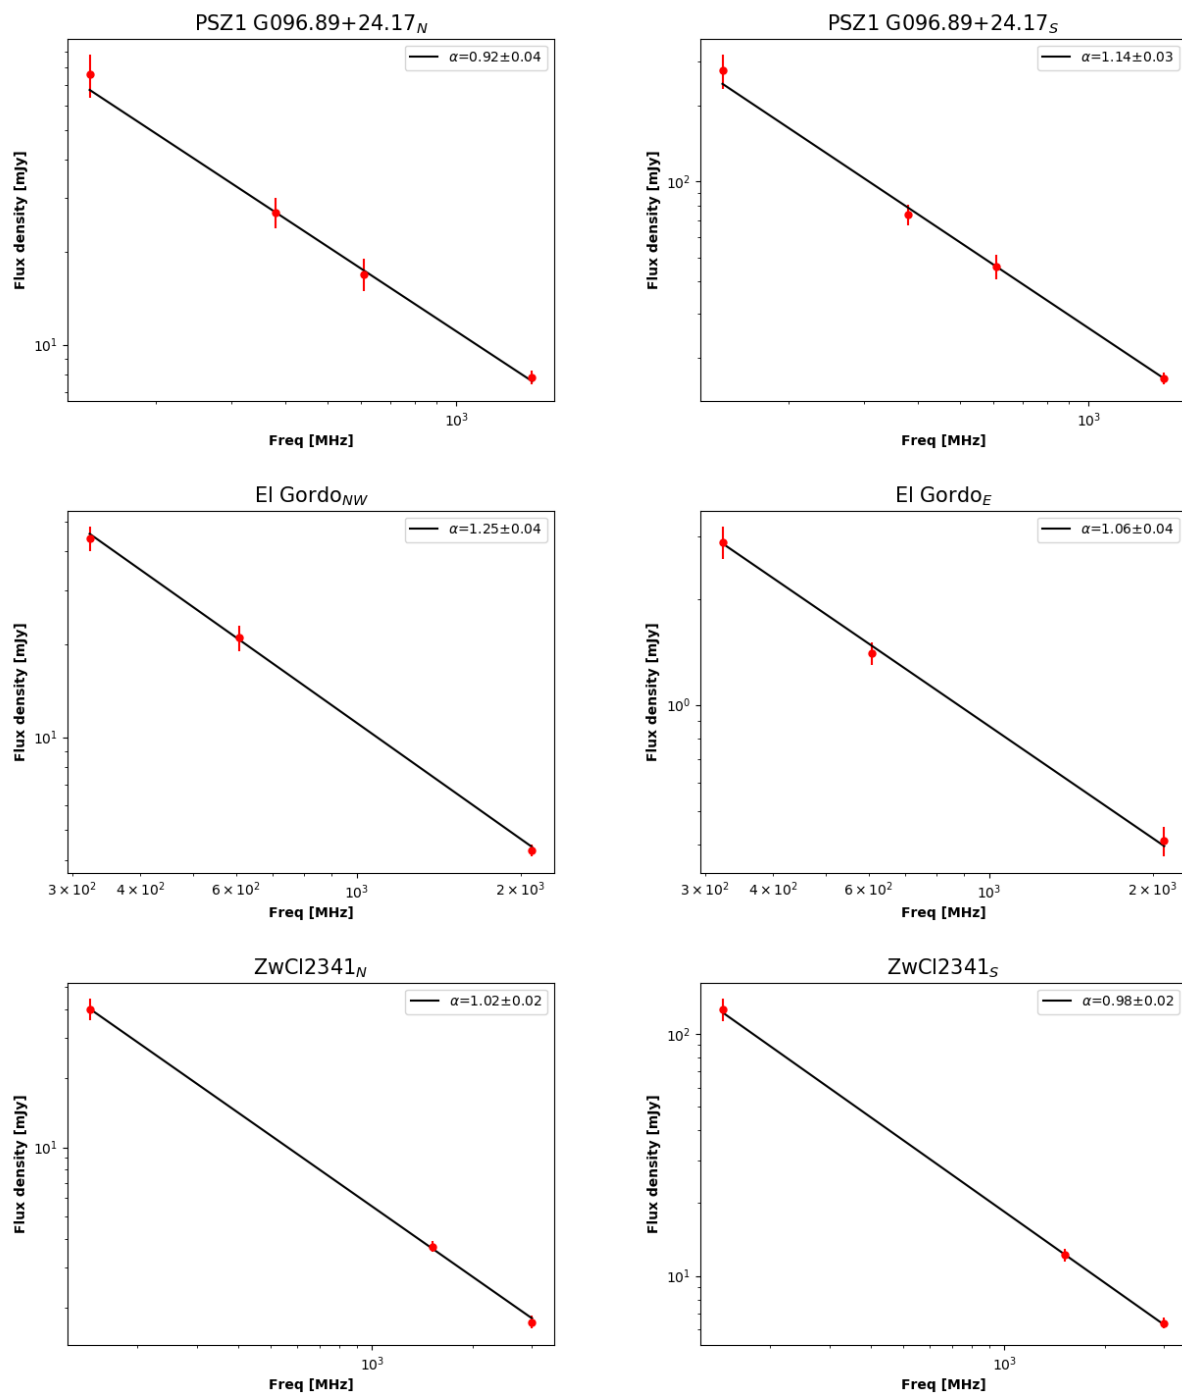 PSZ1 G096.89+24.17N
α=0.92±0.04
Flux density [mJy]
10¹
10³
Freq [MHz]
PSZ1 G096.89+24.17S
α=1.14±0.03
Flux density [mJy]
10²
10³
Freq [MHz]
El GordoNW
α=1.25±0.04
Flux density [mJy]
10¹
3 × 10² 4 × 10² 6 × 10² 10³ 2 × 10³
Freq [MHz]
El GordoE
α=1.06±0.04
Flux density [mJy]
10⁰
3 × 10² 4 × 10² 6 × 10² 10³ 2 × 10³
Freq [MHz]
ZwCl2341N
α=1.02±0.02
Flux density [mJy]
10¹
10³
Freq [MHz]
ZwCl2341S
α=0.98±0.02
Flux density [mJy]
10²
10¹
10³
Freq [MHz]